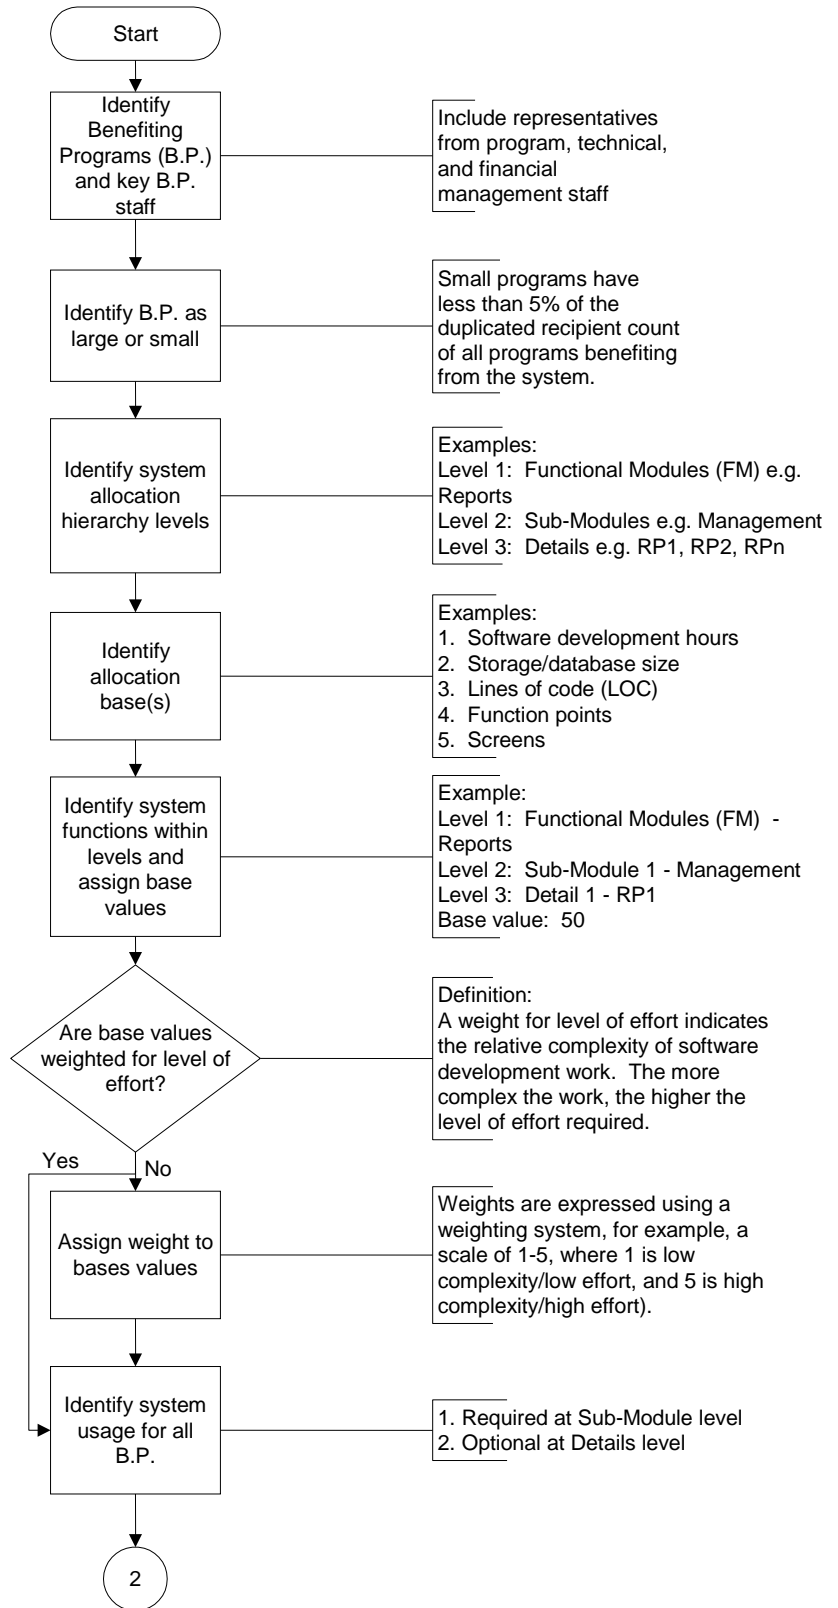 Start
Identify
Benefiting
Programs (B.P.)
and key B.P.
staff
Include representatives
from program, technical,
and financial
management staff
Identify B.P. as
large or small
Small programs have
less than 5% of the
duplicated recipient count
of all programs benefiting
from the system.
Identify system
allocation
hierarchy levels
Examples:
Level 1:  Functional Modules (FM) e.g.
Reports
Level 2:  Sub-Modules e.g. Management
Level 3:  Details e.g. RP1, RP2, RPn
Identify
allocation
base(s)
Examples:
1.  Software development hours
2.  Storage/database size
3.  Lines of code (LOC)
4.  Function points
5.  Screens
Identify system
functions within
levels and
assign base
values
Example:
Level 1:  Functional Modules (FM)  -
Reports
Level 2:  Sub-Module 1 - Management
Level 3:  Detail 1 - RP1
Base value:  50
Are base values
weighted for level of
effort?
Definition:
A weight for level of effort indicates
the relative complexity of software
development work.  The more
complex the work, the higher the
level of effort required.
Yes
No
Assign weight to
bases values
Weights are expressed using a
weighting system, for example, a
scale of 1-5, where 1 is low
complexity/low effort, and 5 is high
complexity/high effort).
Identify system
usage for all
B.P.
1. Required at Sub-Module level
2. Optional at Details level
2